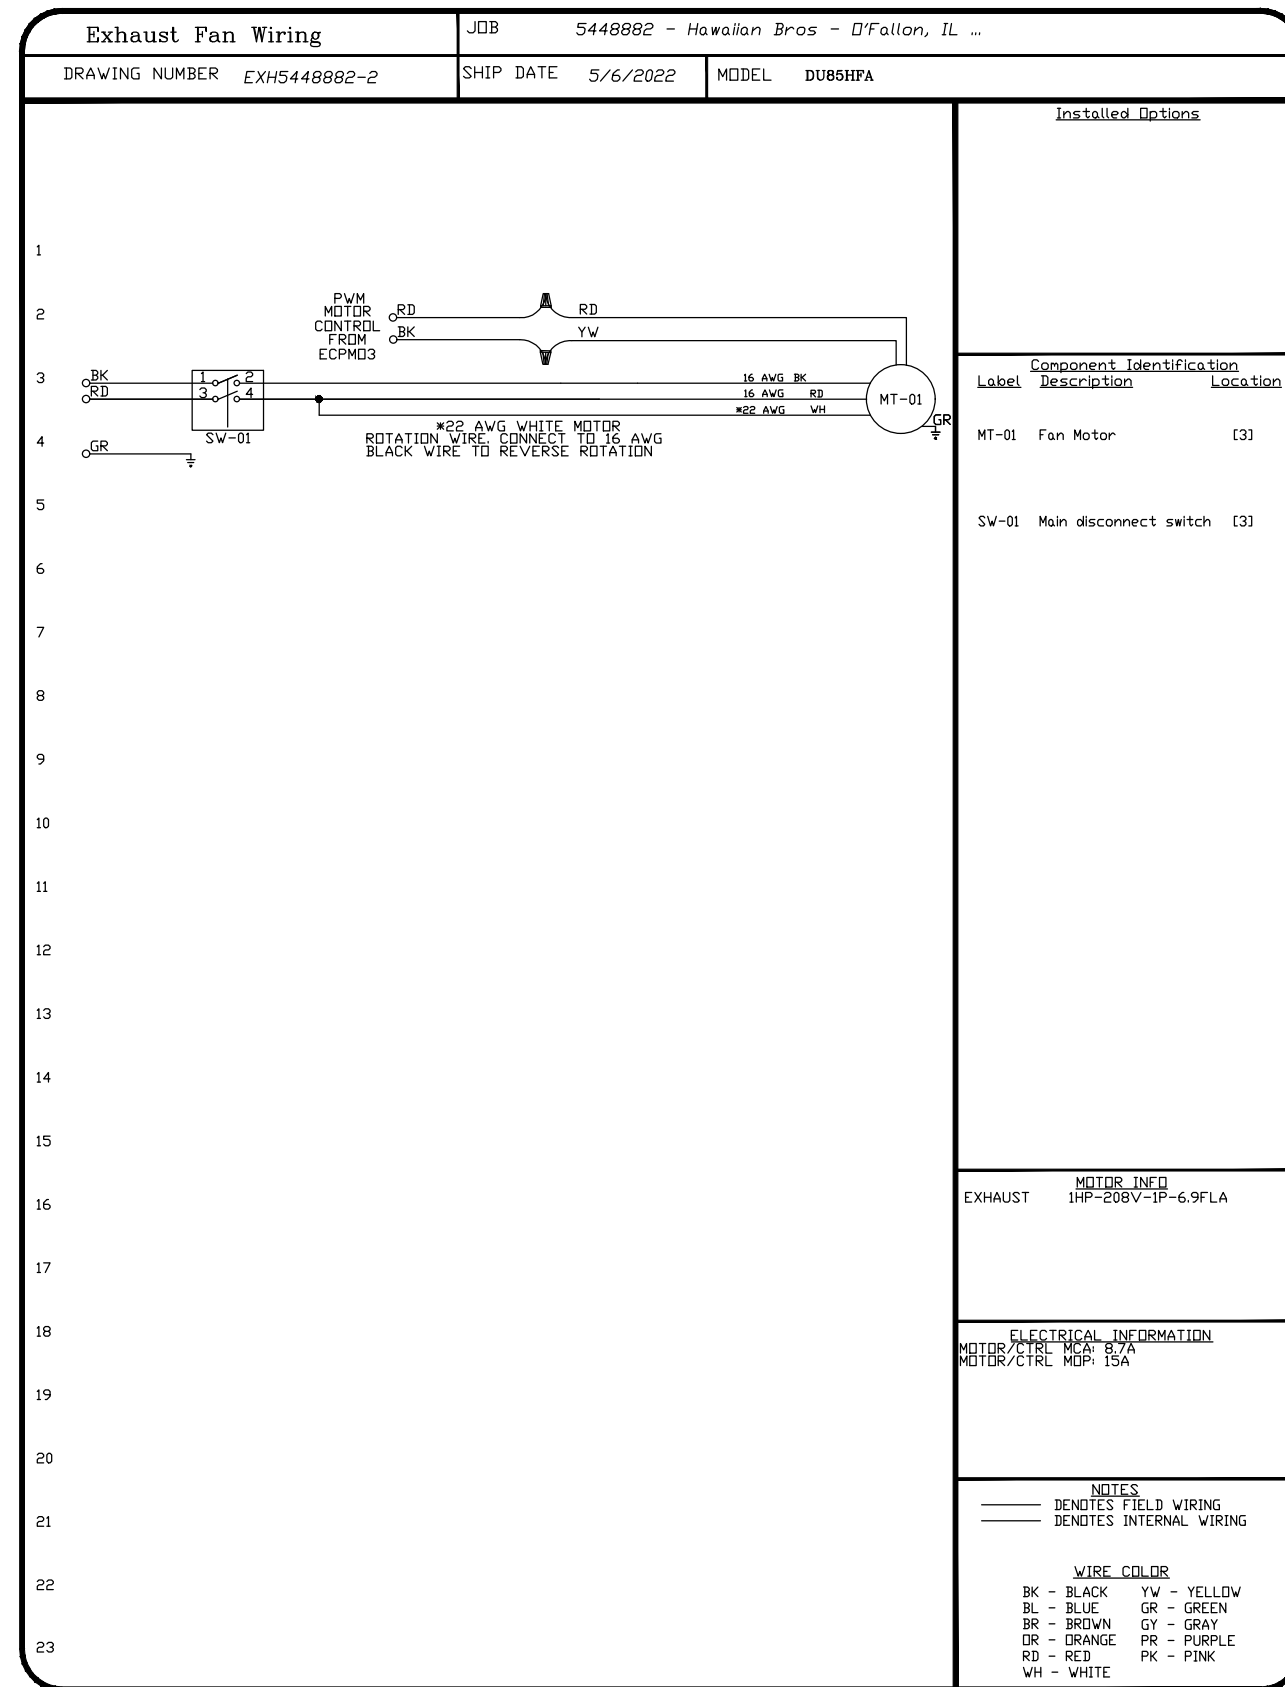 Exhaust Fan Wiring
JOB 5448882 - Hawaiian Bros - O'Fallon, IL ...
DRAWING NUMBER EXH5448882-2
SHIP DATE 5/6/2022
MODEL DU85HFA
1
2
3
4
5
6
7
8
9
10
11
12
13
14
15
16
17
18
19
20
21
22
23
PWM
MOTOR
CONTROL
FROM
ECPM03
RD
BK
RD
YW
BK
RD
1 2
3 4
SW-01
GR
16 AWG BK
16 AWG RD
*22 AWG WH
MT-01
GR
*22 AWG WHITE MOTOR
ROTATION WIRE. CONNECT TO 16 AWG
BLACK WIRE TO REVERSE ROTATION
Installed Options
Component Identification
Label Description Location
MT-01 Fan Motor [3]
SW-01 Main disconnect switch [3]
MOTOR INFO
EXHAUST 1HP-208V-1P-6.9FLA
ELECTRICAL INFORMATION
MOTOR/CTRL MCA: 8.7A
MOTOR/CTRL MOP: 15A
NOTES
DENOTES FIELD WIRING
DENOTES INTERNAL WIRING
WIRE COLOR
BK - BLACK YW - YELLOW
BL - BLUE GR - GREEN
BR - BROWN GY - GRAY
OR - ORANGE PR - PURPLE
RD - RED PK - PINK
WH - WHITE